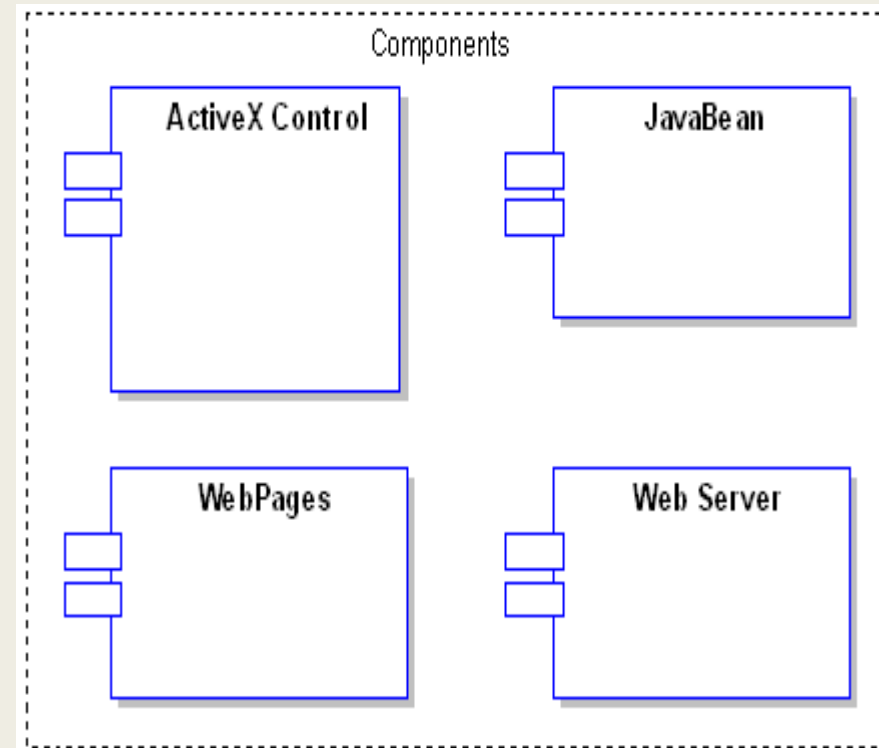 Components
ActiveX Control
JavaBean
WebPages
Web Server